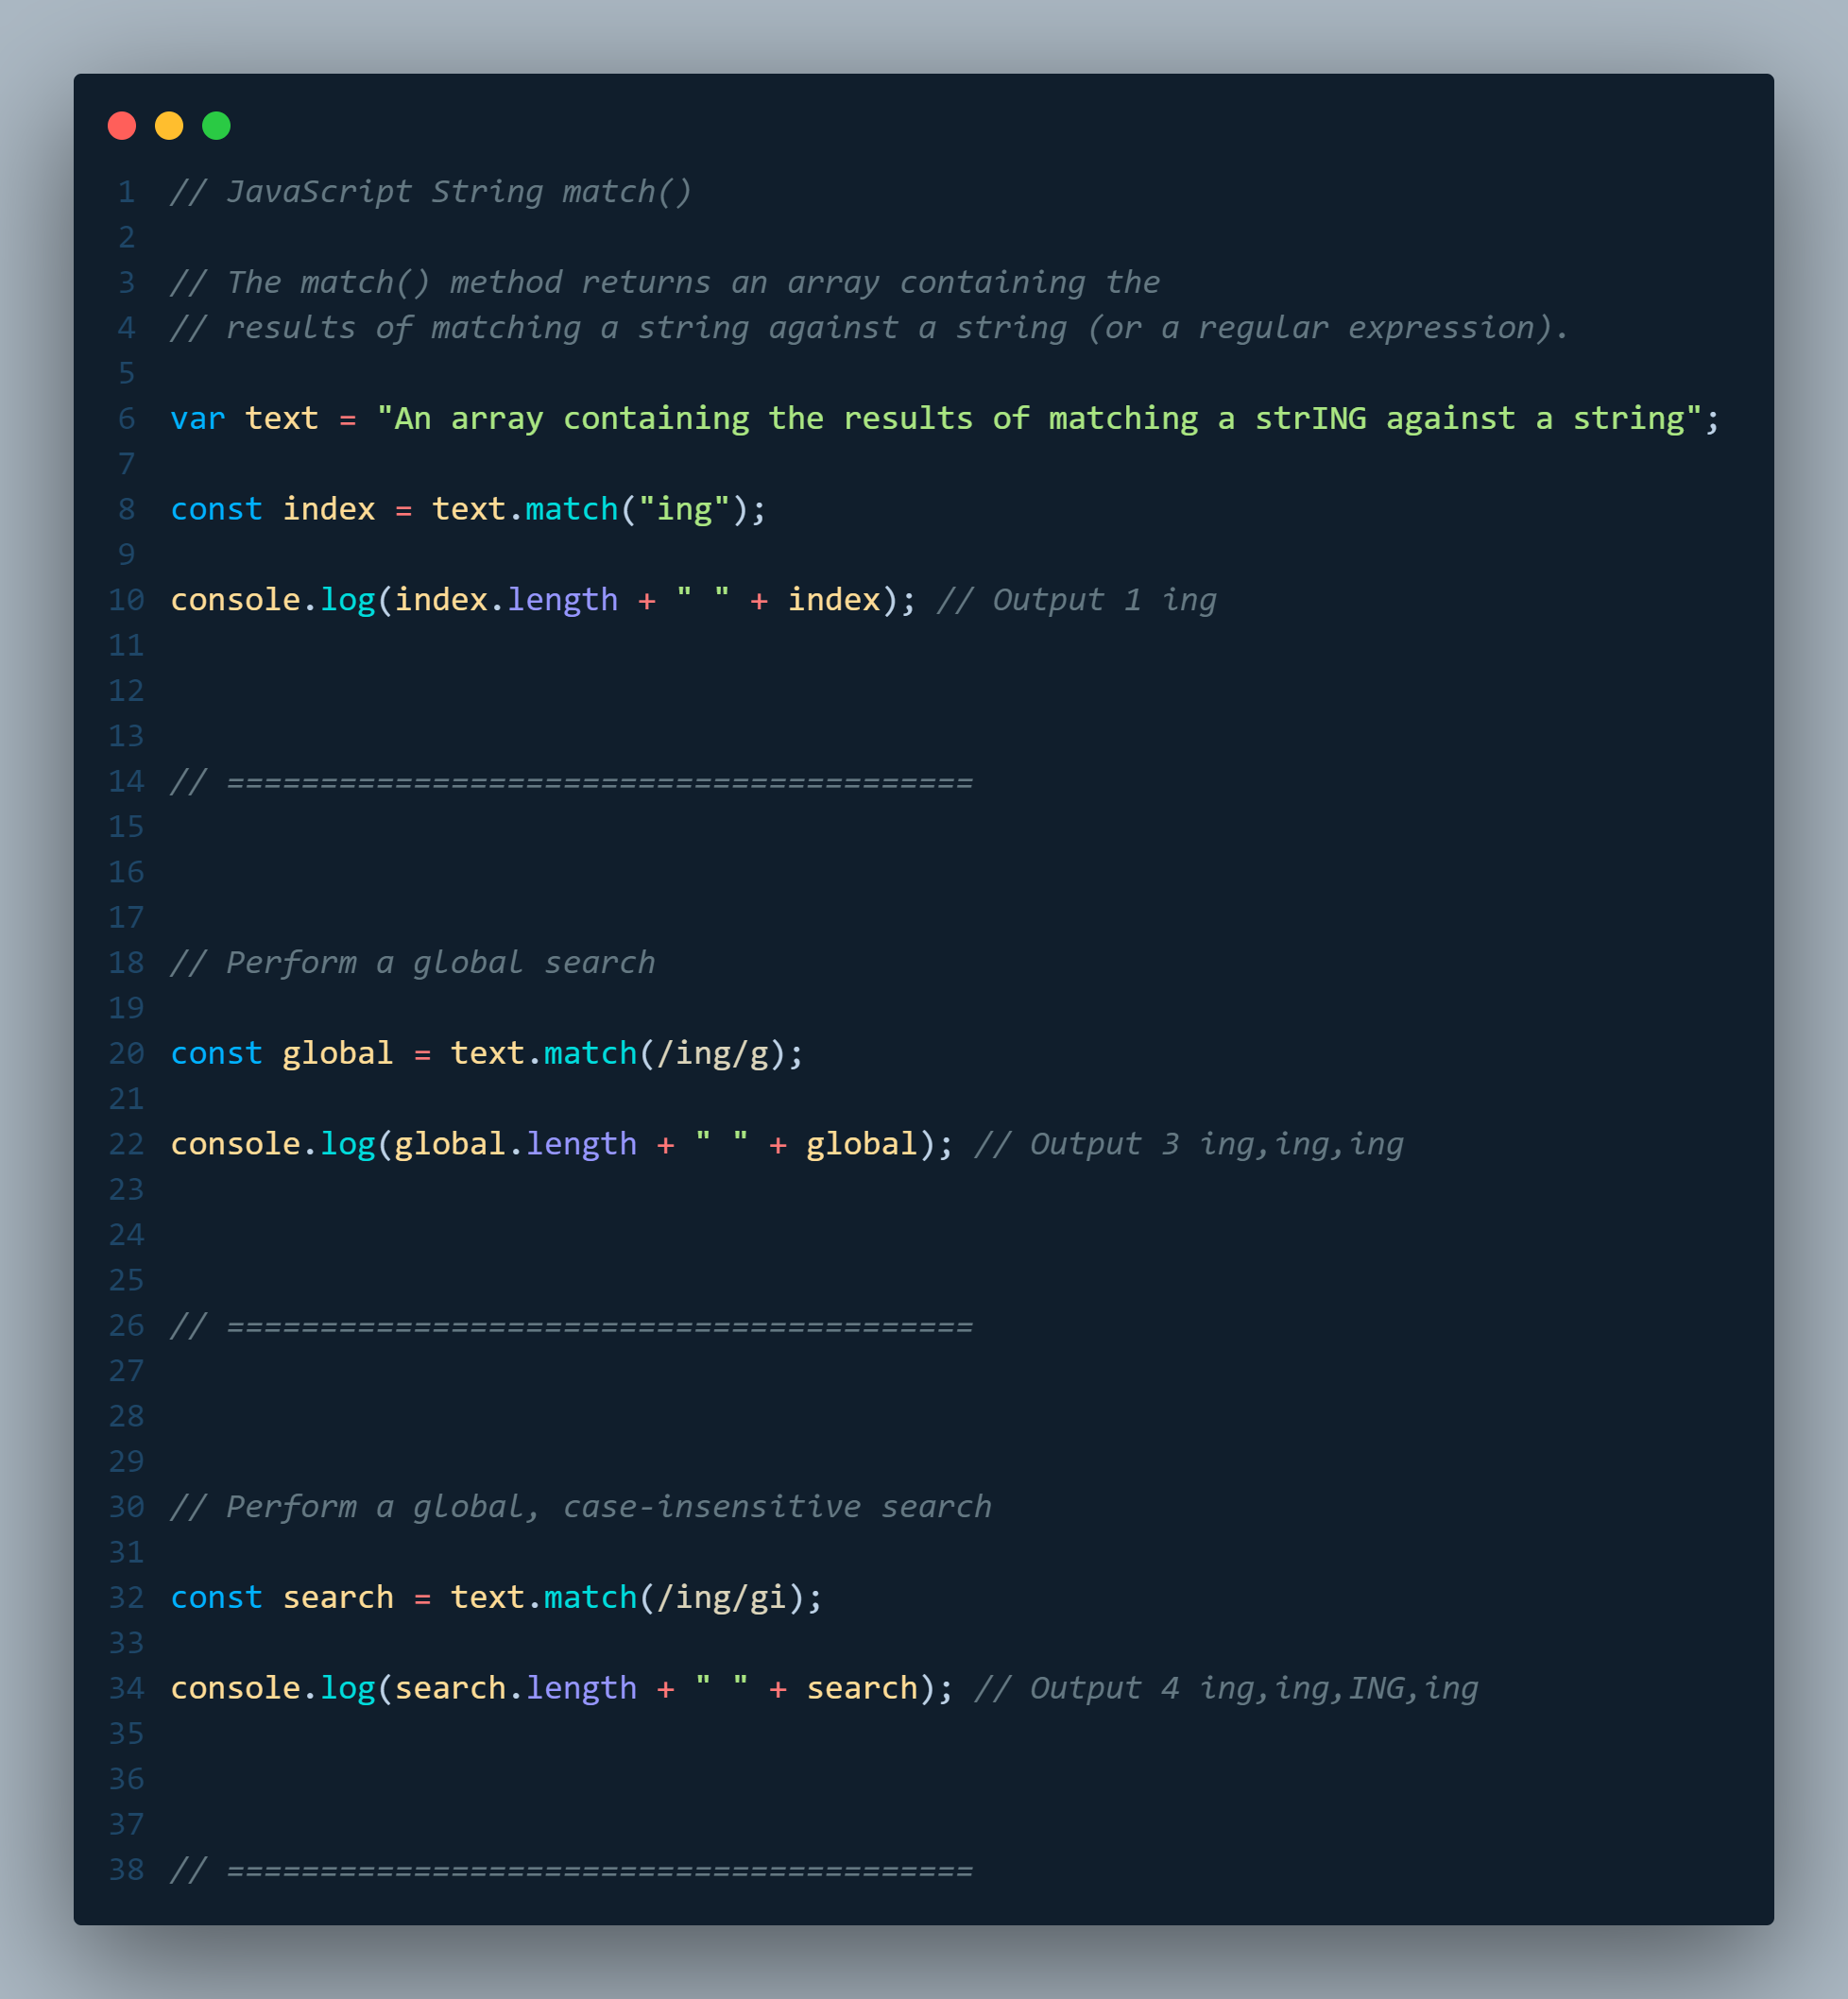 1 // JavaScript String match()
2
3 // The match() method returns an array containing the
4 // results of matching a string against a string (or a regular expression).
5
6 var text = "An array containing the results of matching a strING against a string";
7
8 const index = text.match("ing");
9
10 console.log(index.length + " " + index); // Output 1 ing
11
12
13
14 // ========================================
15
16
17
18 // Perform a global search
19
20 const global = text.match(/ing/g);
21
22 console.log(global.length + " " + global); // Output 3 ing,ing,ing
23
24
25
26 // ========================================
27
28
29
30 // Perform a global, case-insensitive search
31
32 const search = text.match(/ing/gi);
33
34 console.log(search.length + " " + search); // Output 4 ing,ing,ING,ing
35
36
37
38 // ========================================